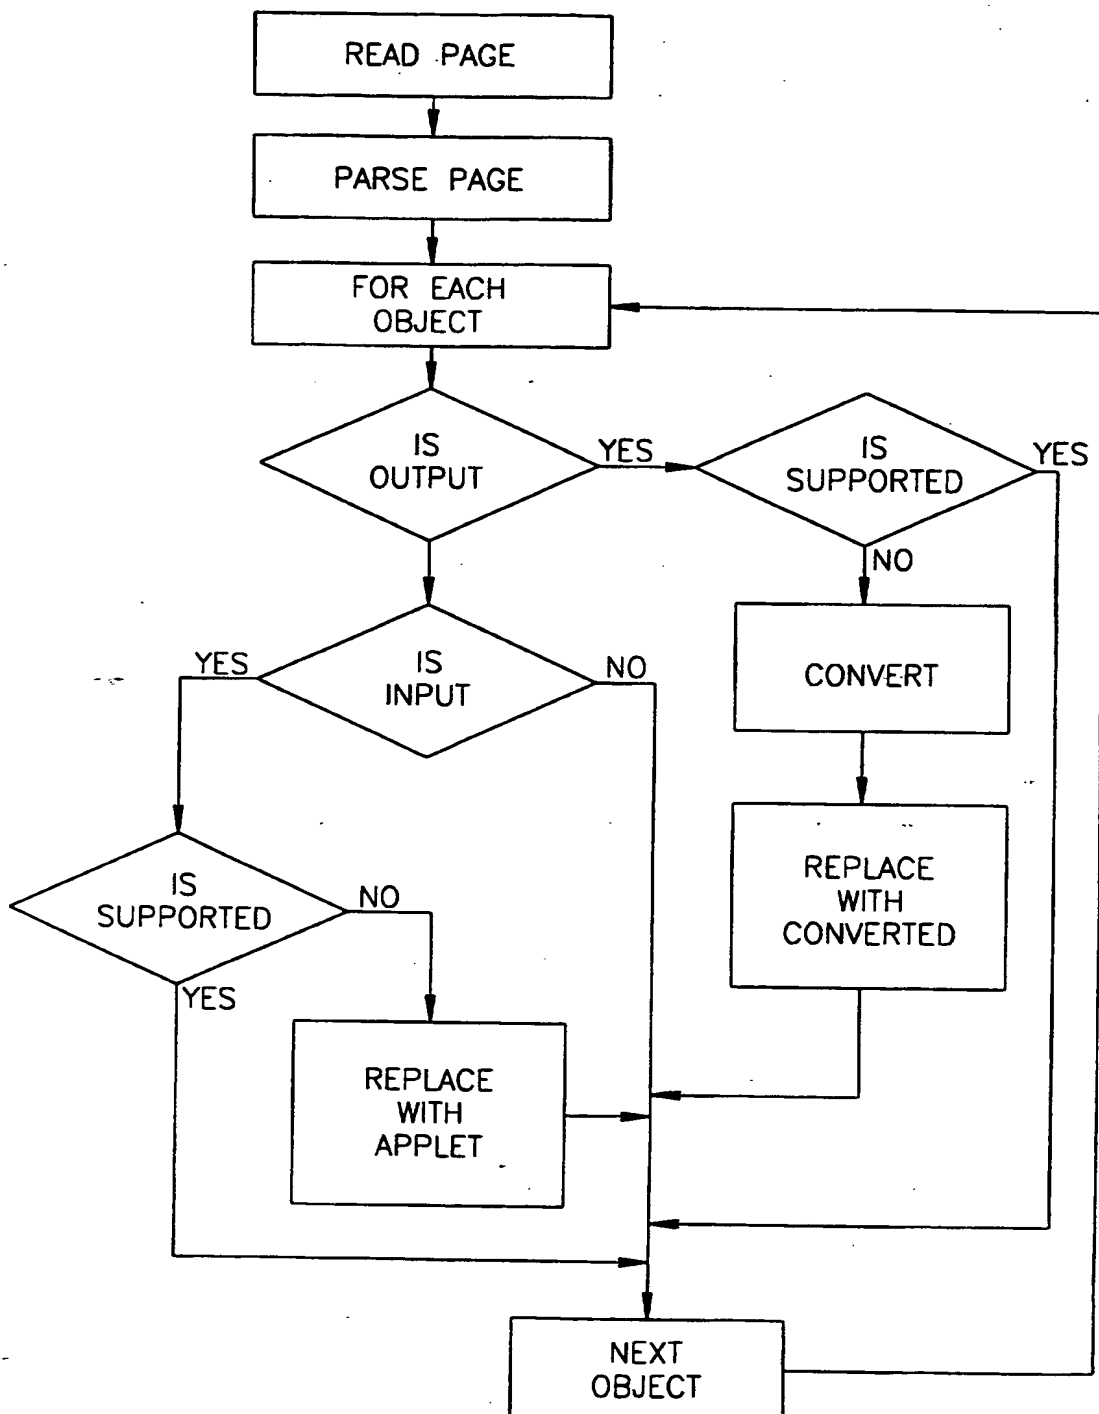 READ PAGE
PARSE PAGE
FOR EACH
OBJECT
IS
OUTPUT
YES
IS
SUPPORTED
YES
NO
CONVERT
REPLACE
WITH
CONVERTED
IS
INPUT
YES
NO
IS
SUPPORTED
NO
YES
REPLACE
WITH
APPLET
NEXT
OBJECT